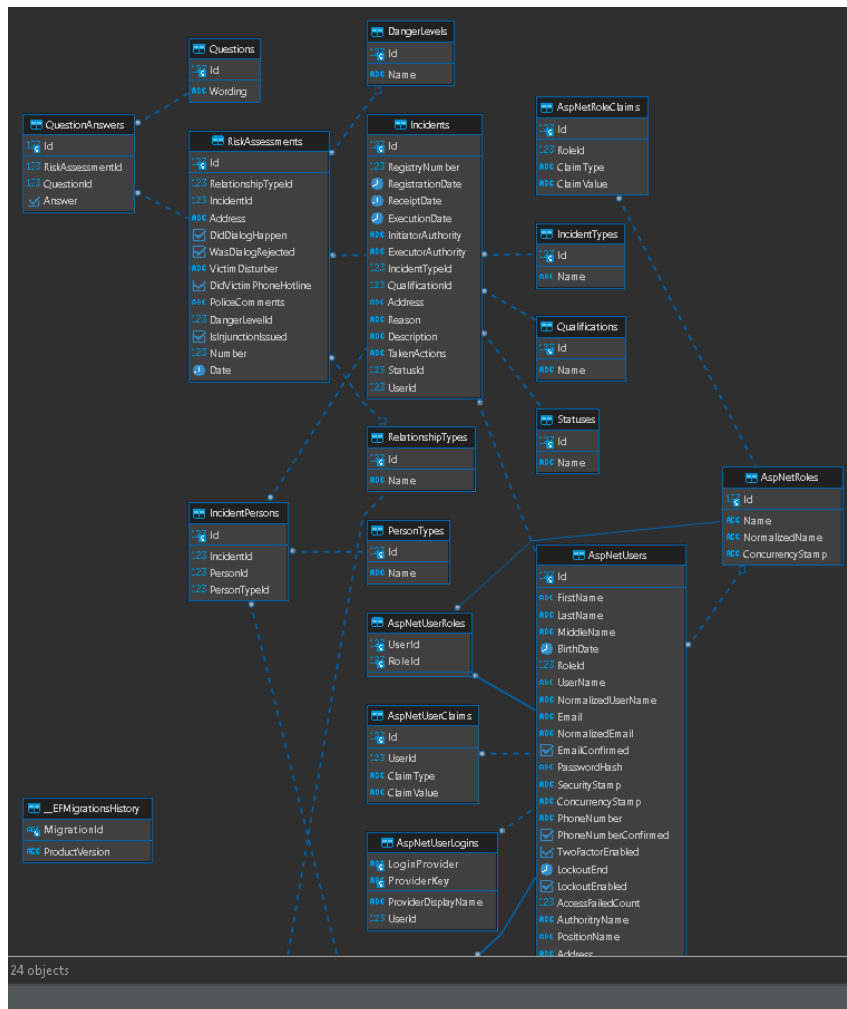 DangerLevels
Id
Name
Questions
Id
Wording
AspNetRoleClaims
Id
RoleId
ClaimType
ClaimValue
QuestionAnswers
Id
RiskAssessmentId
QuestionId
Answer
RiskAssessments
Id
RelationshipTypeId
IncidentId
Address
DidDialogHappen
WasDialogRejected
VictimDisturber
DidVictimPhoneHotline
PoliceComments
DangerLevelId
IsInjunctionIssued
Number
Date
Incidents
Id
RegistryNumber
RegistrationDate
ReceiptDate
ExecutionDate
InitiatorAuthority
ExecutorAuthority
IncidentTypeId
QualificationId
Address
Reason
Description
TakenActions
StatusId
UserId
IncidentTypes
Id
Name
Qualifications
Id
Name
Statuses
Id
Name
RelationshipTypes
Id
Name
AspNetRoles
Id
Name
NormalizedName
ConcurrencyStamp
IncidentPersons
Id
IncidentId
PersonId
PersonTypeId
PersonTypes
Id
Name
AspNetUsers
Id
FirstName
LastName
MiddleName
BirthDate
RoleId
UserName
NormalizedUserName
Email
NormalizedEmail
EmailConfirmed
PasswordHash
SecurityStamp
ConcurrencyStamp
PhoneNumber
PhoneNumberConfirmed
TwoFactorEnabled
LockoutEnd
LockoutEnabled
AccessFailedCount
AuthoritryName
PositionName
Address
AspNetUserRoles
UserId
RoleId
AspNetUserClaims
Id
UserId
ClaimType
ClaimValue
__EFMigrationsHistory
MigrationId
ProductVersion
AspNetUserLogins
LoginProvider
ProviderKey
ProviderDisplayName
UserId
24 objects